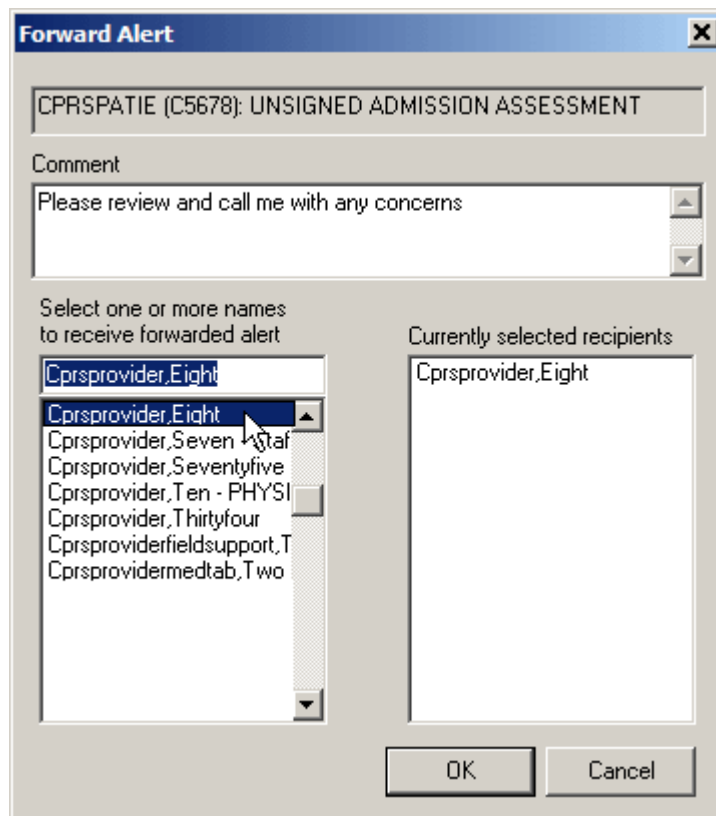 Forward Alert
CPRSPATIE (C5678): UNSIGNED ADMISSION ASSESSMENT
Comment
Please review and call me with any concerns
Select one or more names
to receive forwarded alert
Cprsprovider,Eight
Cprsprovider,Eight
Cprsprovider,Seven
Cprsprovider,Seventyfive
Cprsprovider,Ten - PHYSI
Cprsprovider,Thirtyfour
Cprsproviderfieldsupport,T
Cprsprovidermedtab,Two
Currently selected recipients
Cprsprovider,Eight
OK
Cancel